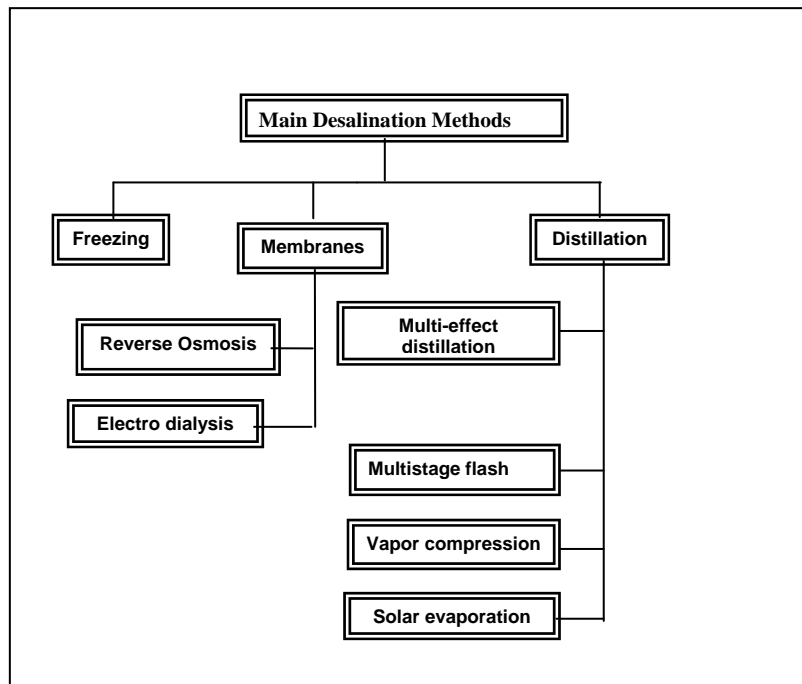 Main Desalination Methods
Freezing
Membranes
Distillation
Reverse Osmosis
Electro dialysis
Multi-effect
distillation
Multistage flash
Vapor compression
Solar evaporation